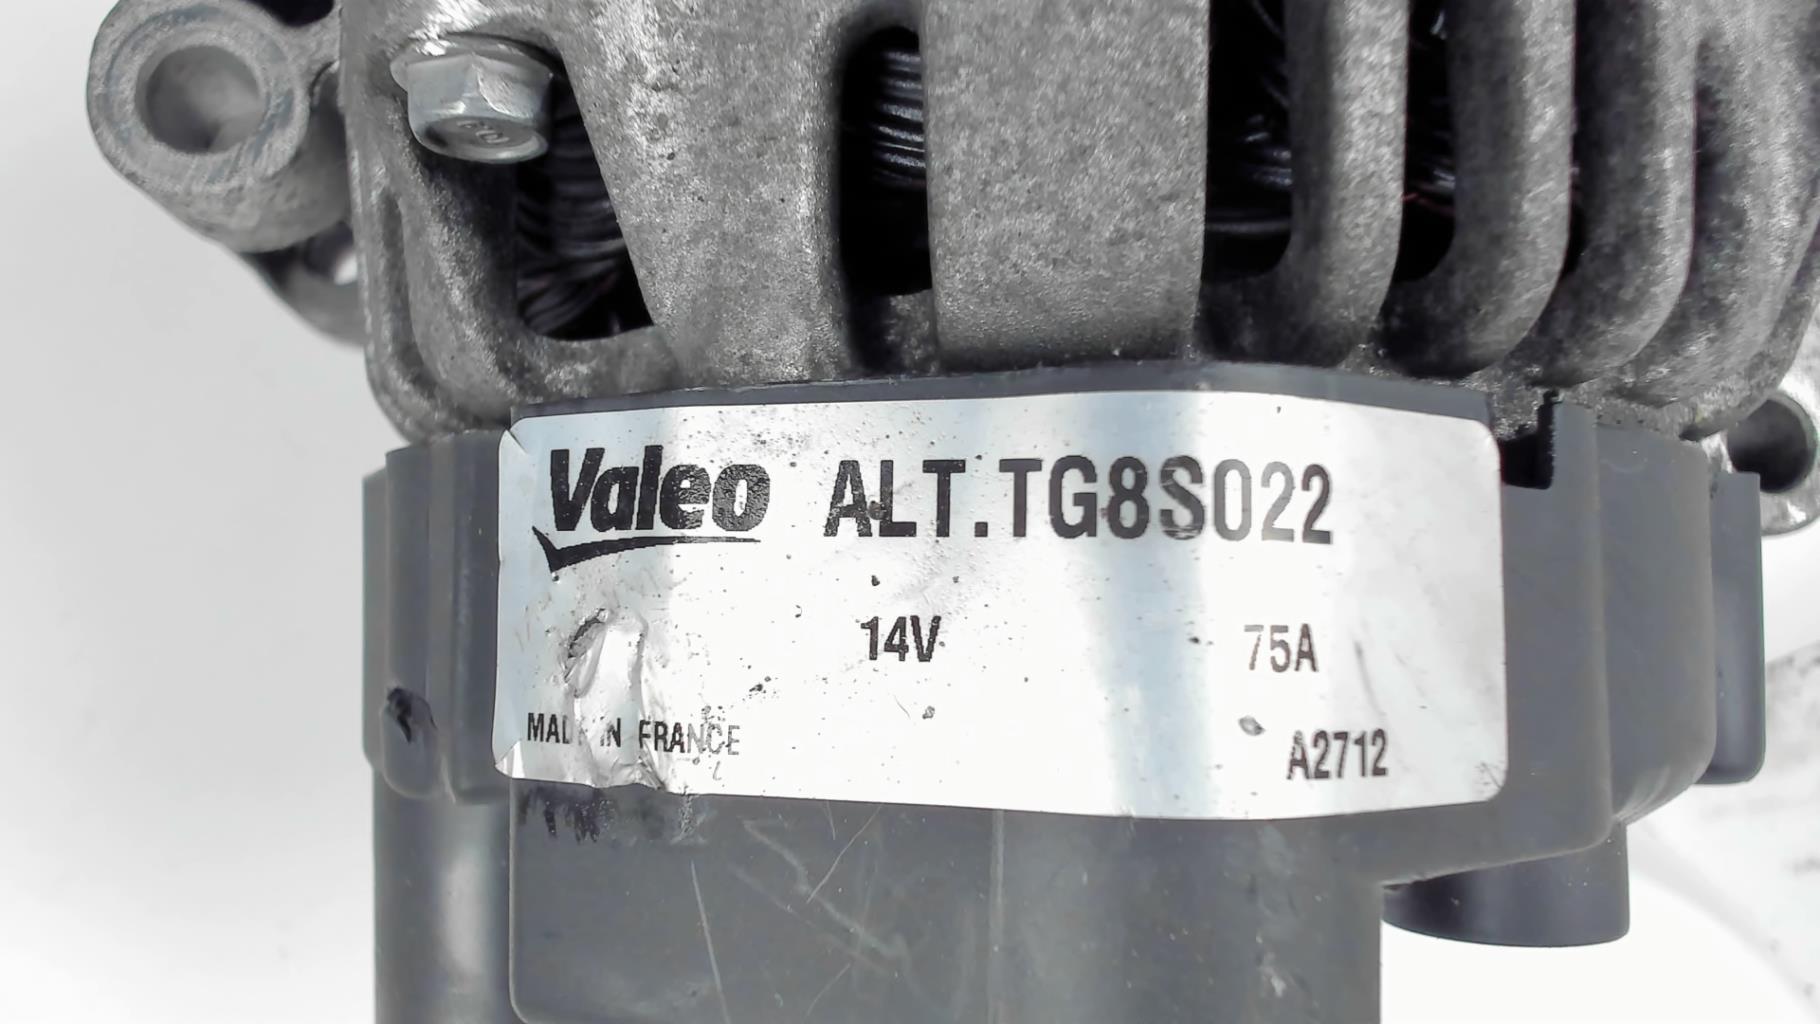 Valeo ALT.TG8S022
14V 75A
MADE IN FRANCE
A2712